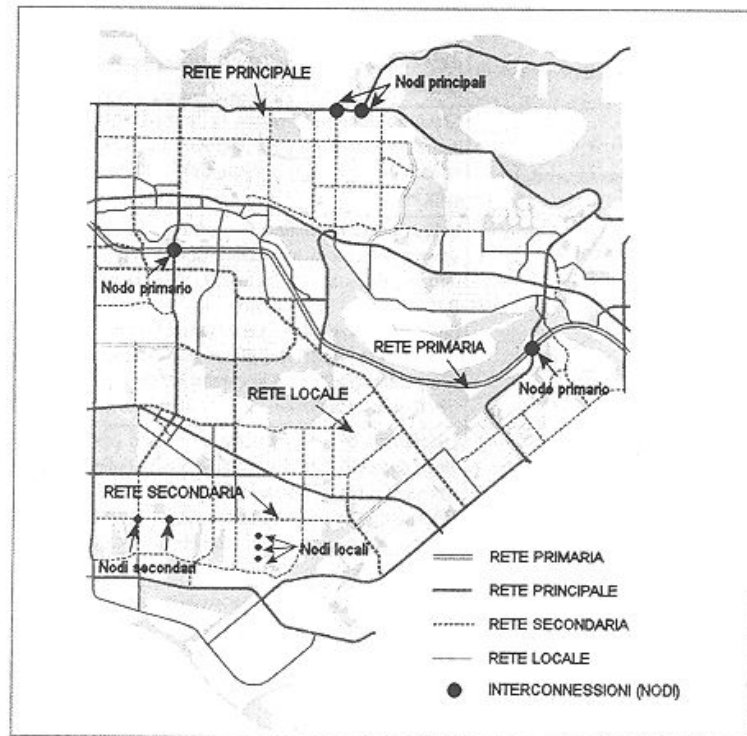 RETE PRINCIPALE
Nodi principali
Nodo primario
RETE PRIMARIA
Nodo primario
RETE LOCALE
RETE SECONDARIA
Nodi secondari
Nodi locali
RETE PRIMARIA
RETE PRINCIPALE
RETE SECONDARIA
RETE LOCALE
INTERCONNESSIONI (NODI)